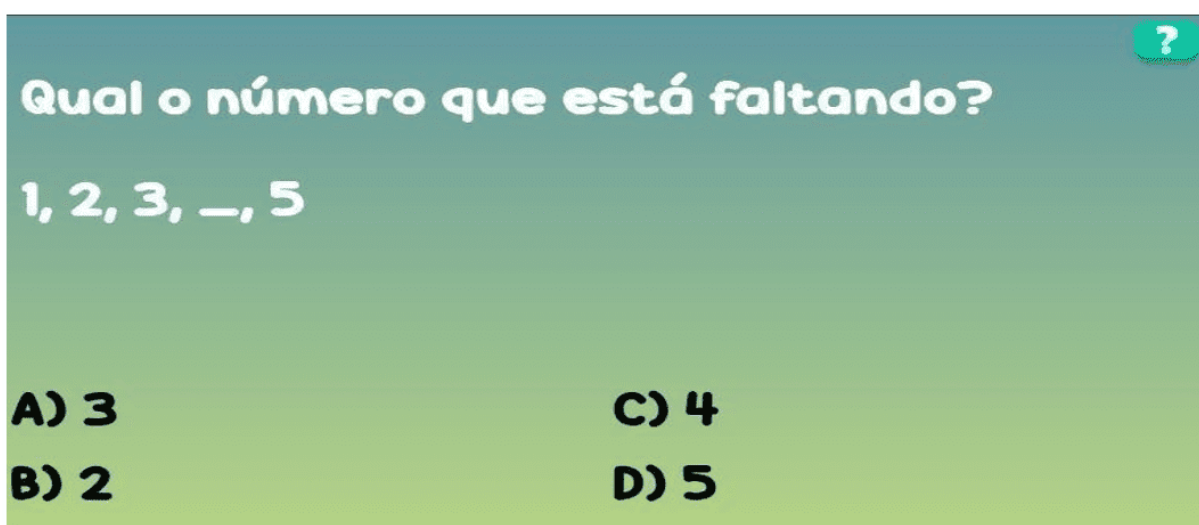 ?
Qual o número que está faltando?
1, 2, 3, _, 5
A) 3
B) 2
C) 4
D) 5